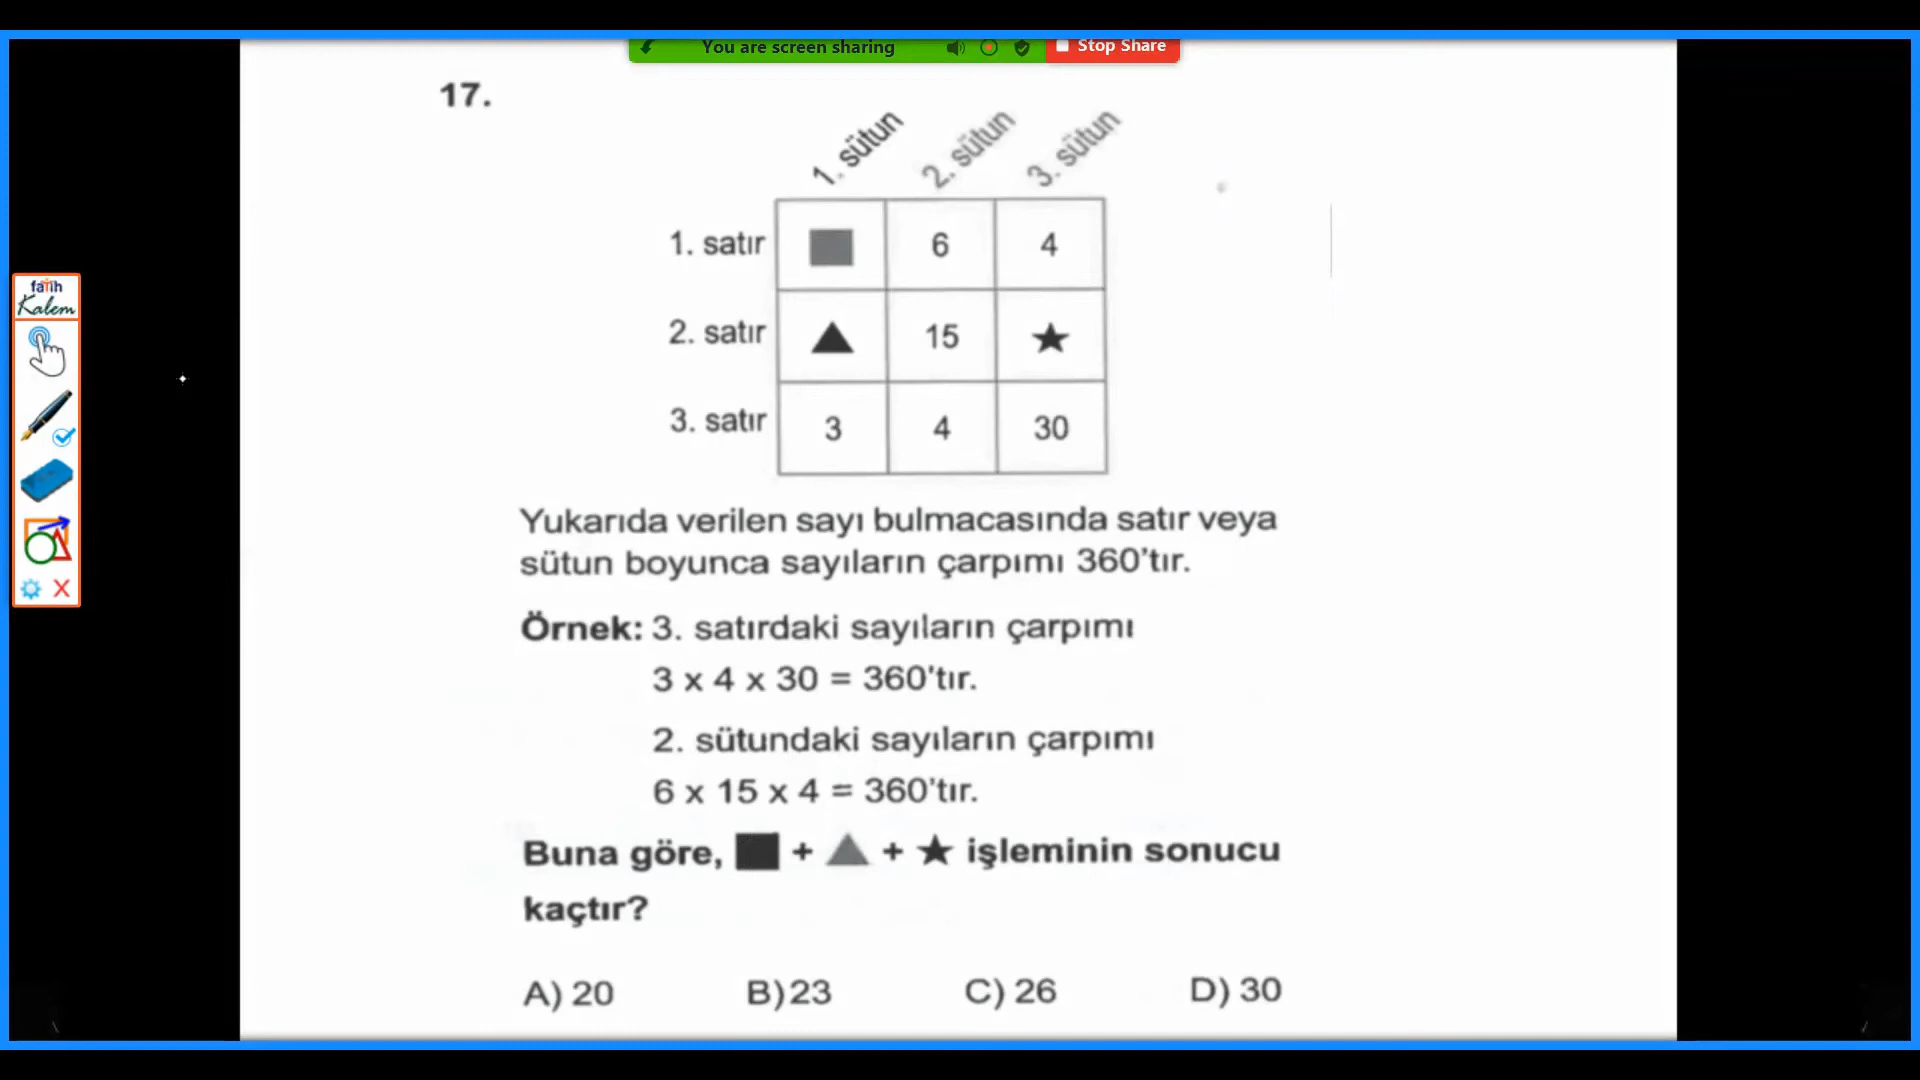 You are screen sharing
Stop Share
17.
1. sütun 2. sütun 3. sütun
1. satır 6 4
2. satır 15
3. satır 3 4 30
fatih
Kalem
Yukarıda verilen sayı bulmacasında satır veya
sütun boyunca sayıların çarpımı 360'tır.
Örnek: 3. satırdaki sayıların çarpımı
3 x 4 x 30 = 360'tır.
2. sütundaki sayıların çarpımı
6 x 15 x 4 = 360'tır.
Buna göre, ■ + ▲ + ★ işleminin sonucu
kaçtır?
A) 20 B) 23 C) 26 D) 30